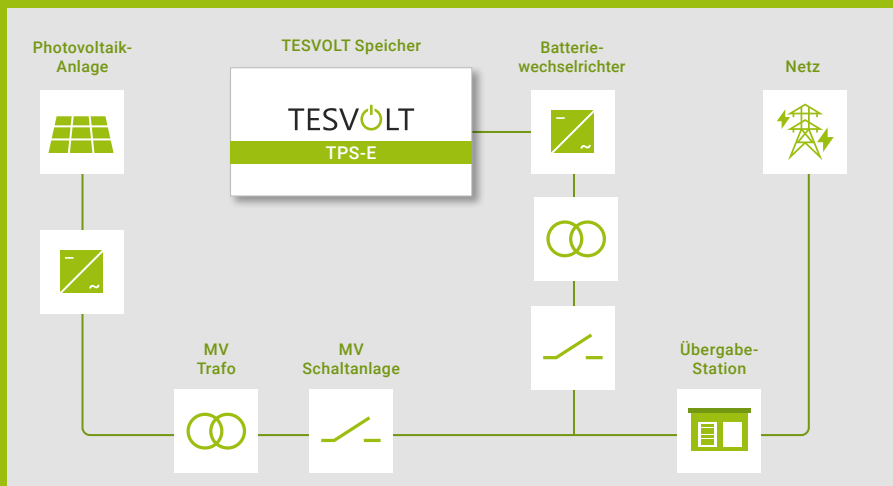 Photovoltaik-
Anlage
TESVOLT Speicher
Batterie-
wechselrichter
Netz
TESVOLT
TPS-E
MV
Trafo
MV
Schaltanlage
Übergabe-
Station